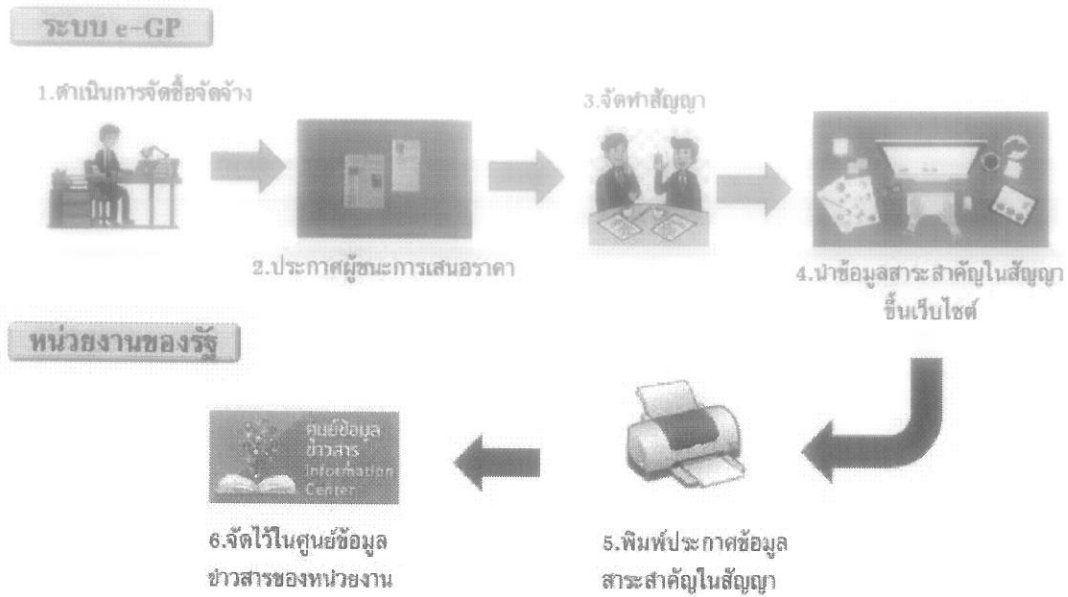 ระบบ e-GP
1.ดำเนินการจัดซื้อจัดจ้าง
2.ประกาศผู้ชนะการเสนอราคา
3.จัดทำสัญญา
4.นำข้อมูลสาระสำคัญในสัญญา
ขึ้นเว็บไซต์
หน่วยงานของรัฐ
ศูนย์ข้อมูล
ข่าวสาร
Information
Center
6.จัดไว้ในศูนย์ข้อมูล
ข่าวสารของหน่วยงาน
5.พิมพ์ประกาศข้อมูล
สาระสำคัญในสัญญา